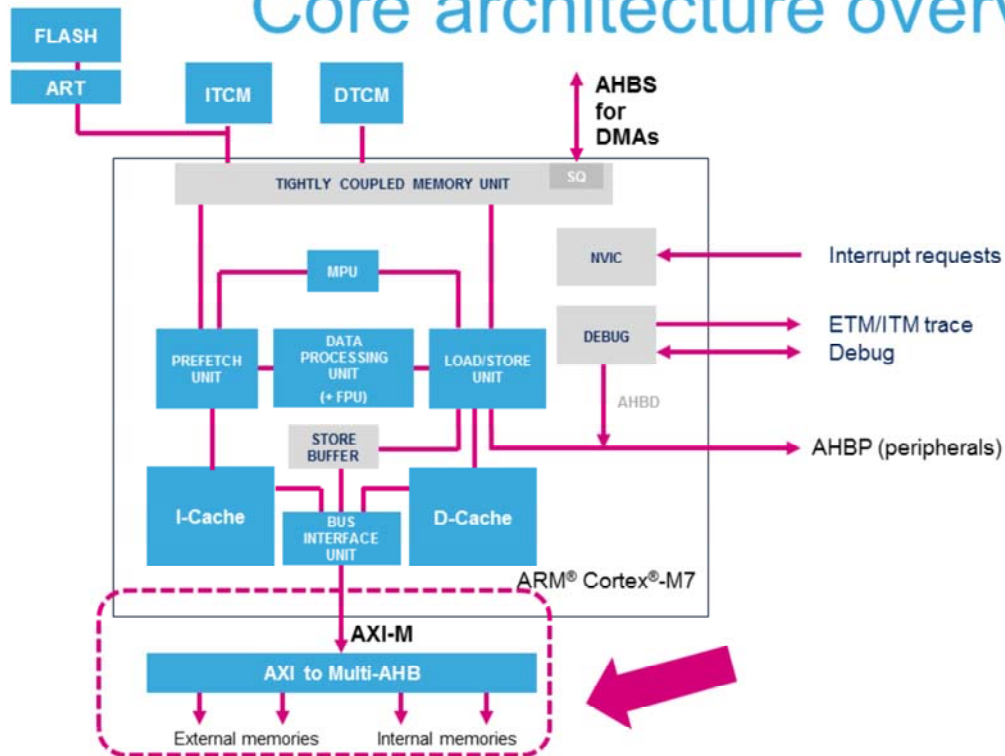 Core architecture overv
FLASH
ART
ITCM
DTCM
AHBS
for
DMAs
TIGHTLY COUPLED MEMORY UNIT
SQ
MPU
NVIC
Interrupt requests
PREFETCH
UNIT
DATA
PROCESSING
UNIT
(+ FPU)
LOAD/STORE
UNIT
DEBUG
ETM/ITM trace
Debug
AHBD
STORE
BUFFER
AHBP (peripherals)
I-Cache
BUS
INTERFACE
UNIT
D-Cache
ARM® Cortex®-M7
AXI-M
AXI to Multi-AHB
External memories
Internal memories